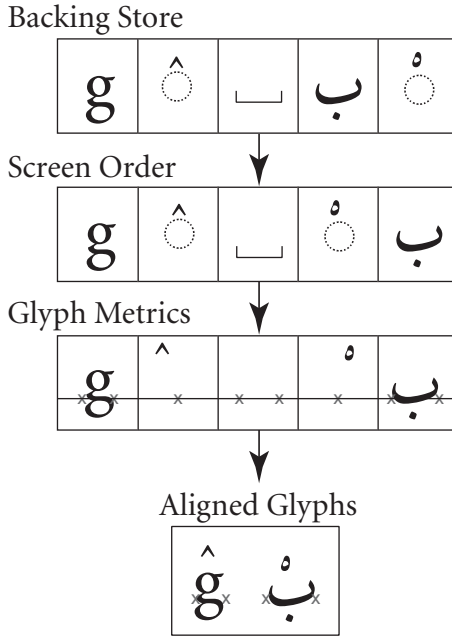 Backing Store
g ◌̂ ⎵ ب ◌ْ
Screen Order
g ◌̂ ⎵ ◌ْ ب
Glyph Metrics
g ^ ْ ب
x x x x x x x x
Aligned Glyphs
ĝ بْ
x x x x